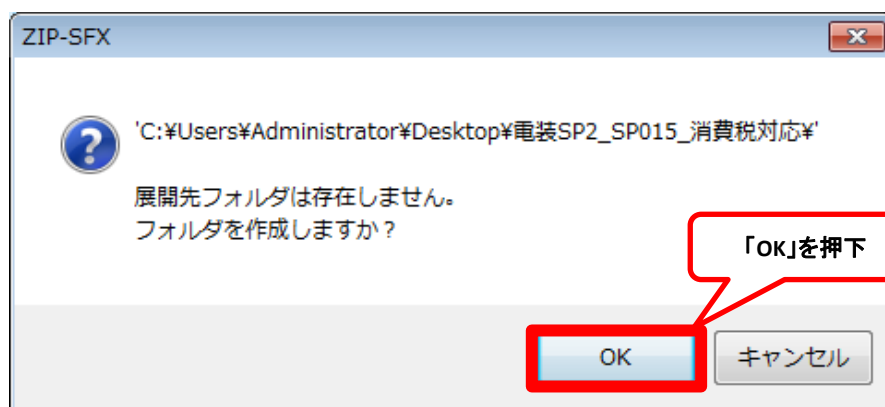 ZIP-SFX
'C:¥Users¥Administrator¥Desktop¥電装SP2_SP015_消費税対応¥'
展開先フォルダは存在しません。
フォルダを作成しますか？
「OK」を押下
OK
キャンセル